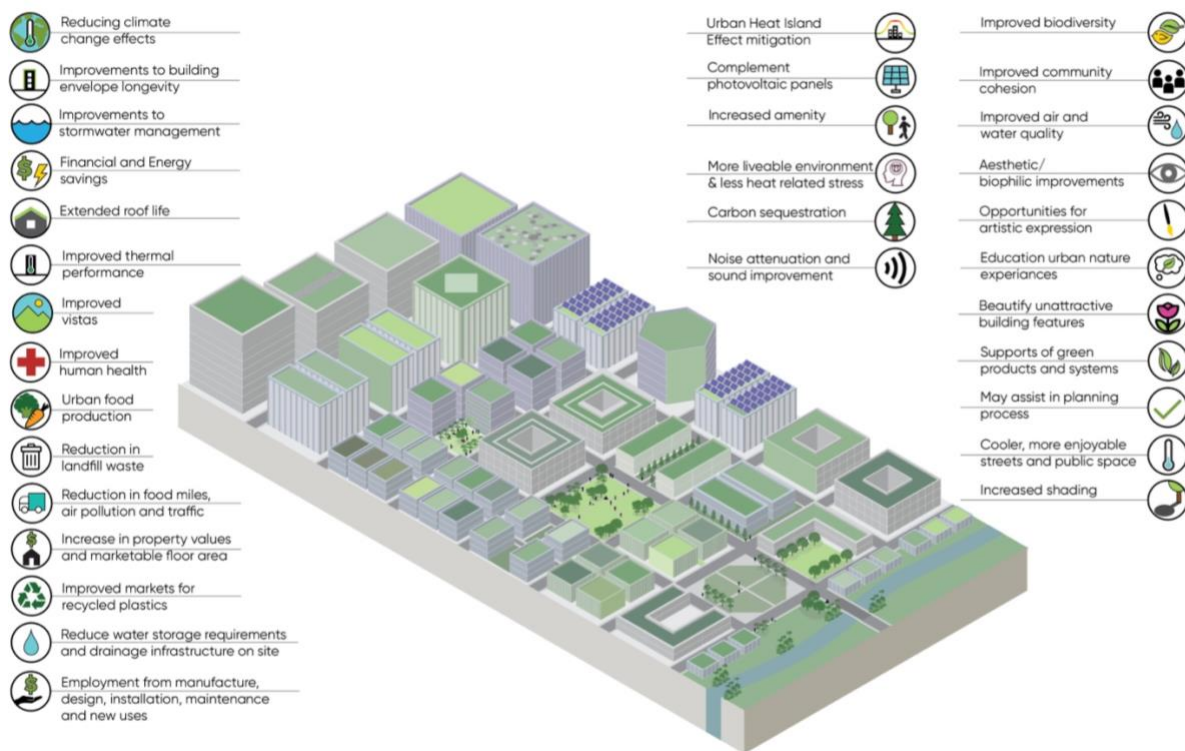 Reducing climate
change effects
Improvements to building
envelope longevity
Improvements to
stormwater management
Financial and Energy
savings
Extended roof life
Improved thermal
performance
Improved
vistas
Improved
human health
Urban food
production
Reduction in
landfill waste
Reduction in food miles,
air pollution and traffic
Increase in property values
and marketable floor area
Improved markets for
recycled plastics
Reduce water storage requirements
and drainage infrastructure on site
Employment from manufacture,
design, installation, maintenance
and new uses
Urban Heat Island
Effect mitigation
Complement
photovoltaic panels
Increased amenity
More liveable environment
& less heat related stress
Carbon sequestration
Noise attenuation and
sound improvement
Improved biodiversity
Improved community
cohesion
Improved air and
water quality
Aesthetic/
biophilic improvements
Opportunities for
artistic expression
Education urban nature
experiances
Beautify unattractive
building features
Supports of green
products and systems
May assist in planning
process
Cooler, more enjoyable
streets and public space
Increased shading